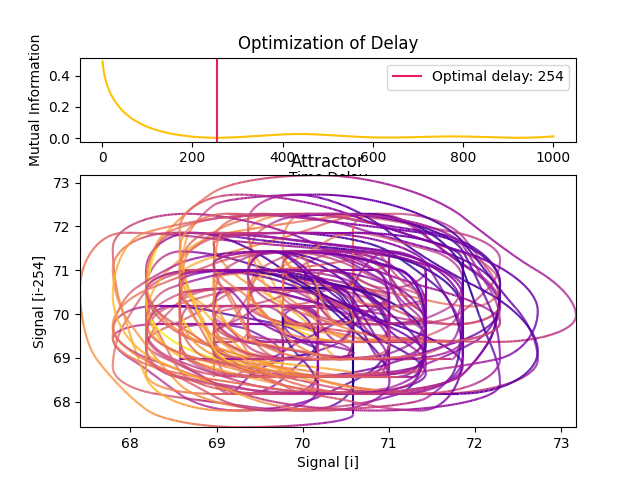 Optimization of Delay
Mutual Information
0.4
0.2
0.0
Optimal delay: 254
0 200 400 600 800 1000
Time Delay
Attractor
Signal [i-254]
73
72
71
70
69
68
68 69 70 71 72 73
Signal [i]